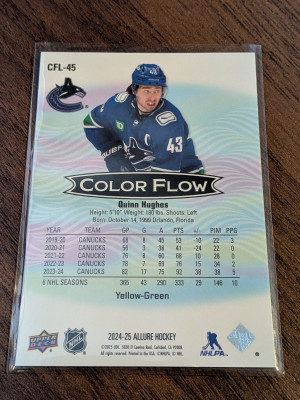 CFL-45
43
C
COLOR FLOW
Quinn Hughes
Height: 5'10" Weight: 180 lbs. Shoots: Left
Born: October 14, 1999 Orlando, Florida
YEAR TEAM GP G A PTS +/- PIM PPG
2019-20 CANUCKS 68 8 45 53 -10 22 3
2020-21 CANUCKS 56 3 38 41 -24 22 0
2021-22 CANUCKS 76 8 60 68 10 28 0
2022-23 CANUCKS 78 7 69 76 15 34 2
2023-24 CANUCKS 82 17 75 92 38 38 5
6 NHL SEASONS 365 43 290 333 29 146 10
Yellow-Green
UPPER DECK
NHL
2024-25 ALLURE HOCKEY
NHLPA